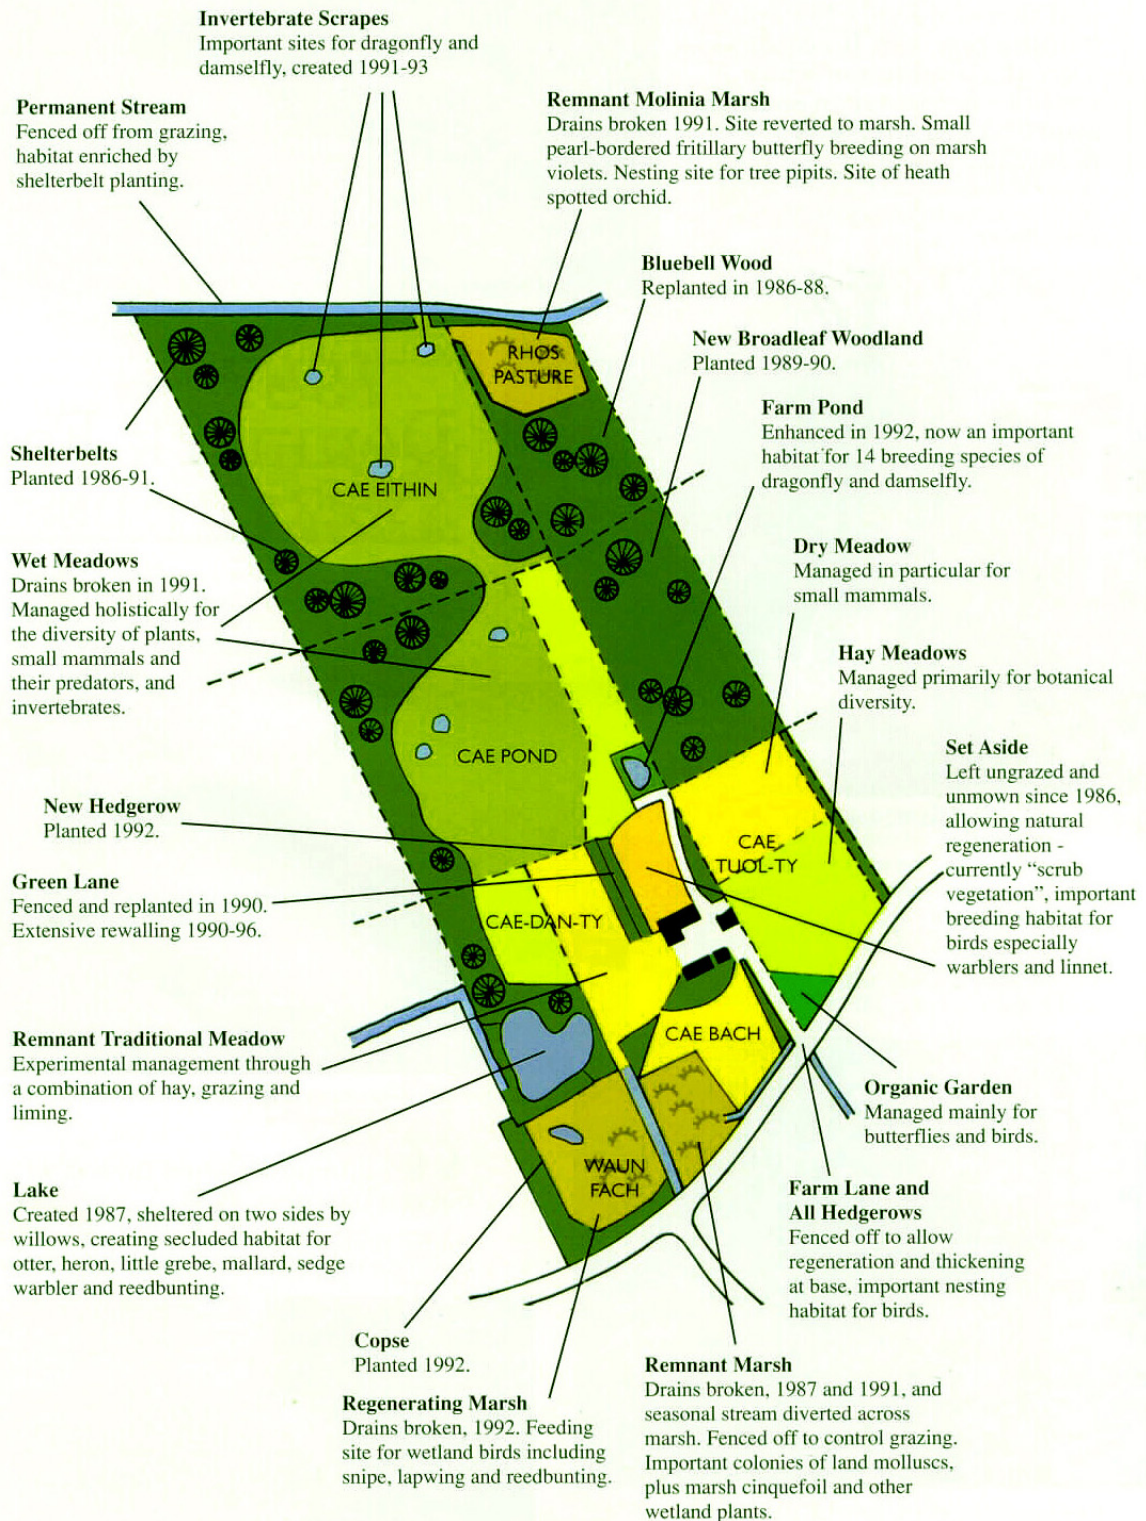 Invertebrate Scrapes
Important sites for dragonfly and
damselfly, created 1991-93
Permanent Stream
Fenced off from grazing,
habitat enriched by
shelterbelt planting.
Remnant Molinia Marsh
Drains broken 1991. Site reverted to marsh. Small
pearl-bordered fritillary butterfly breeding on marsh
violets. Nesting site for tree pipits. Site of heath
spotted orchid.
Bluebell Wood
Replanted in 1986-88.
New Broadleaf Woodland
Planted 1989-90.
Farm Pond
Enhanced in 1992, now an important
habitat for 14 breeding species of
dragonfly and damselfly.
RHOS
PASTURE
Shelterbelts
Planted 1986-91.
CAE EITHIN
Wet Meadows
Drains broken in 1991.
Managed holistically for
the diversity of plants,
small mammals and
their predators, and
invertebrates.
Dry Meadow
Managed in particular for
small mammals.
Hay Meadows
Managed primarily for botanical
diversity.
Set Aside
Left ungrazed and
unmown since 1986,
allowing natural
regeneration -
currently “scrub
vegetation”, important
breeding habitat for
birds especially
warblers and linnet.
CAE POND
New Hedgerow
Planted 1992.
CAE
TUOL-TY
Green Lane
Fenced and replanted in 1990.
Extensive rewalling 1990-96.
CAE-DAN-TY
CAE BACH
Remnant Traditional Meadow
Experimental management through
a combination of hay, grazing and
liming.
Organic Garden
Managed mainly for
butterflies and birds.
WAUN
FACH
Lake
Created 1987, sheltered on two sides by
willows, creating secluded habitat for
otter, heron, little grebe, mallard, sedge
warbler and reedbunting.
Farm Lane and
All Hedgerows
Fenced off to allow
regeneration and thickening
at base, important nesting
habitat for birds.
Copse
Planted 1992.
Regenerating Marsh
Drains broken, 1992. Feeding
site for wetland birds including
snipe, lapwing and reedbunting.
Remnant Marsh
Drains broken, 1987 and 1991, and
seasonal stream diverted across
marsh. Fenced off to control grazing.
Important colonies of land molluscs,
plus marsh cinquefoil and other
wetland plants.